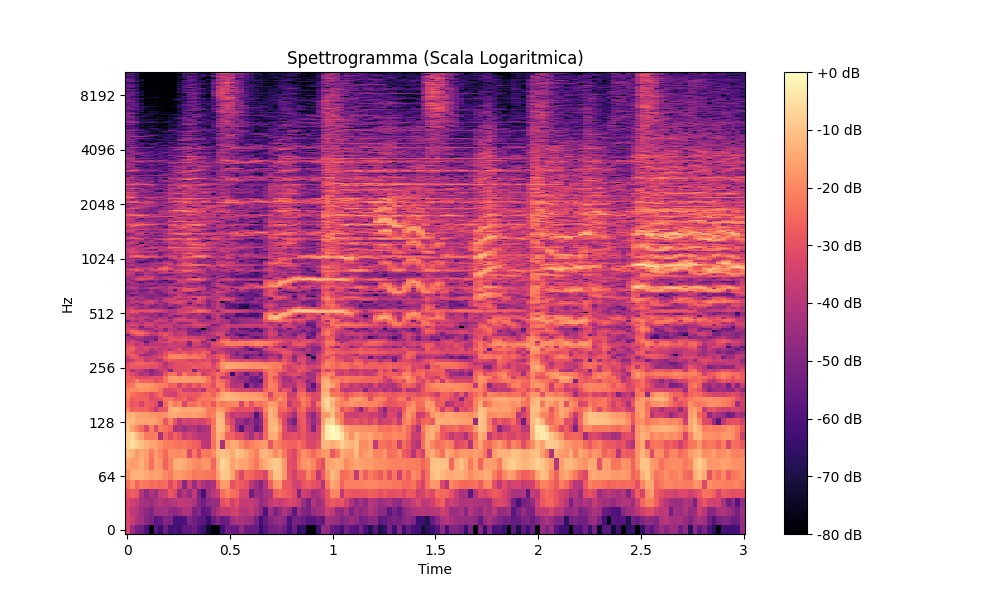 Spettrogramma (Scala Logaritmica)
Hz
8192
4096
2048
1024
512
256
128
64
0
0 0.5 1 1.5 2 2.5 3
Time
+0 dB
-10 dB
-20 dB
-30 dB
-40 dB
-50 dB
-60 dB
-70 dB
-80 dB